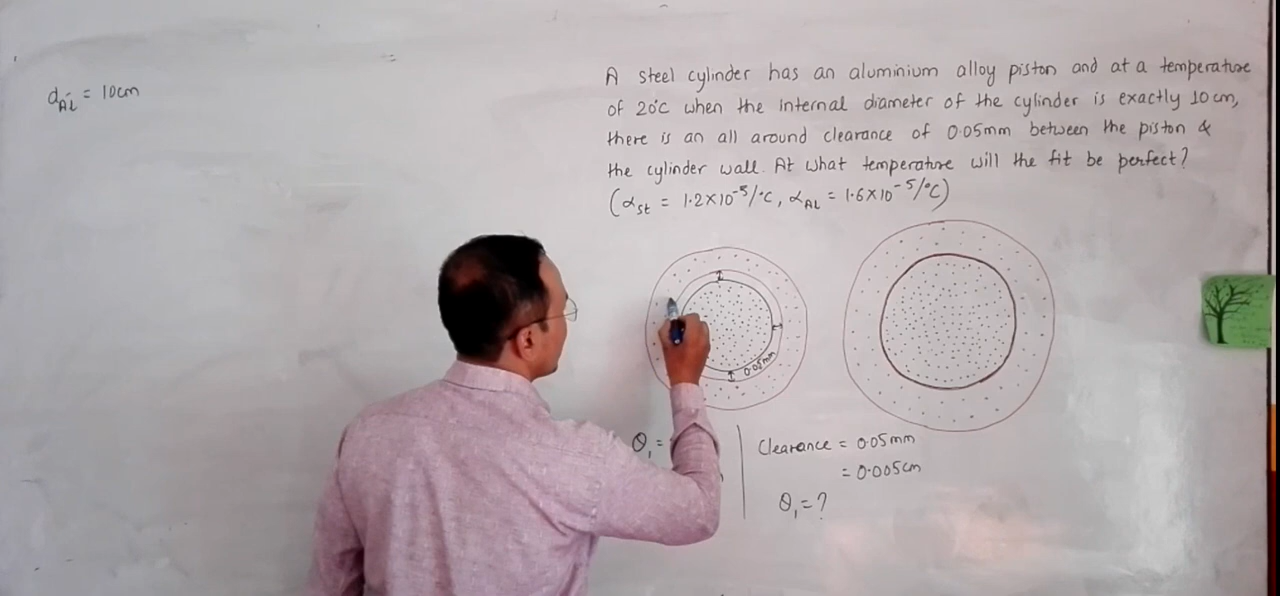 d_Al = 10cm
A steel cylinder has an aluminium alloy piston and at a temperature
of 20°C when the internal diameter of the cylinder is exactly 10 cm,
there is an all around clearance of 0.05mm between the piston &
the cylinder wall. At what temperature will the fit be perfect?
(α_st = 1.2×10⁻⁵/°C, α_AL = 1.6×10⁻⁵/°C)
0.05mm
θ₁ =
Clearance = 0.05mm
= 0.005cm
θ₁ = ?